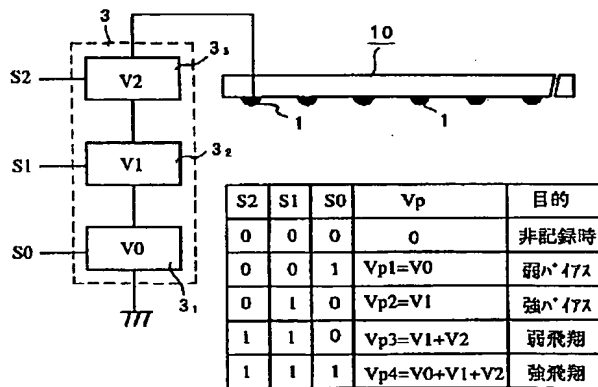 3
3₃
10
S2
V2
1
1
S1
V1
3₂
S0
V0
3₁
S2 S1 S0 Vp 目的
0 0 0 0 非記録時
0 0 1 Vp1=V0 弱バイアス
0 1 0 Vp2=V1 強バイアス
1 1 0 Vp3=V1+V2 弱飛翔
1 1 1 Vp4=V0+V1+V2 強飛翔